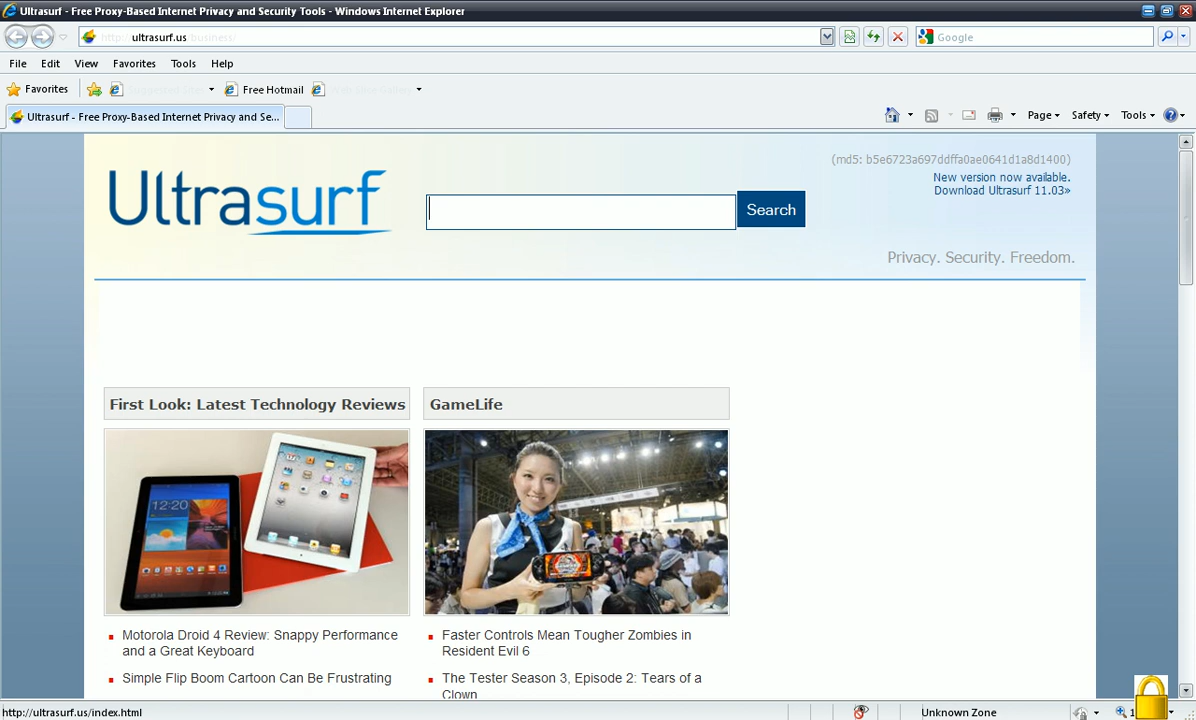 Ultrasurf - Free Proxy-Based Internet Privacy and Security Tools - Windows Internet Explorer
http://ultrasurf.us/business/
Google
File Edit View Favorites Tools Help
Favorites Free Hotmail
Ultrasurf - Free Proxy-Based Internet Privacy and Se...
Page Safety Tools
(md5: b5e6723a697ddffa0ae0641d1a8d1400)
New version now available.
Download Ultrasurf 11.03»
Ultrasurf
Search
Privacy. Security. Freedom.
First Look: Latest Technology Reviews
GameLife
12:20
Motorola Droid 4 Review: Snappy Performance
and a Great Keyboard
Simple Flip Boom Cartoon Can Be Frustrating
Faster Controls Mean Tougher Zombies in
Resident Evil 6
The Tester Season 3, Episode 2: Tears of a
Clown
http://ultrasurf.us/index.html
Unknown Zone